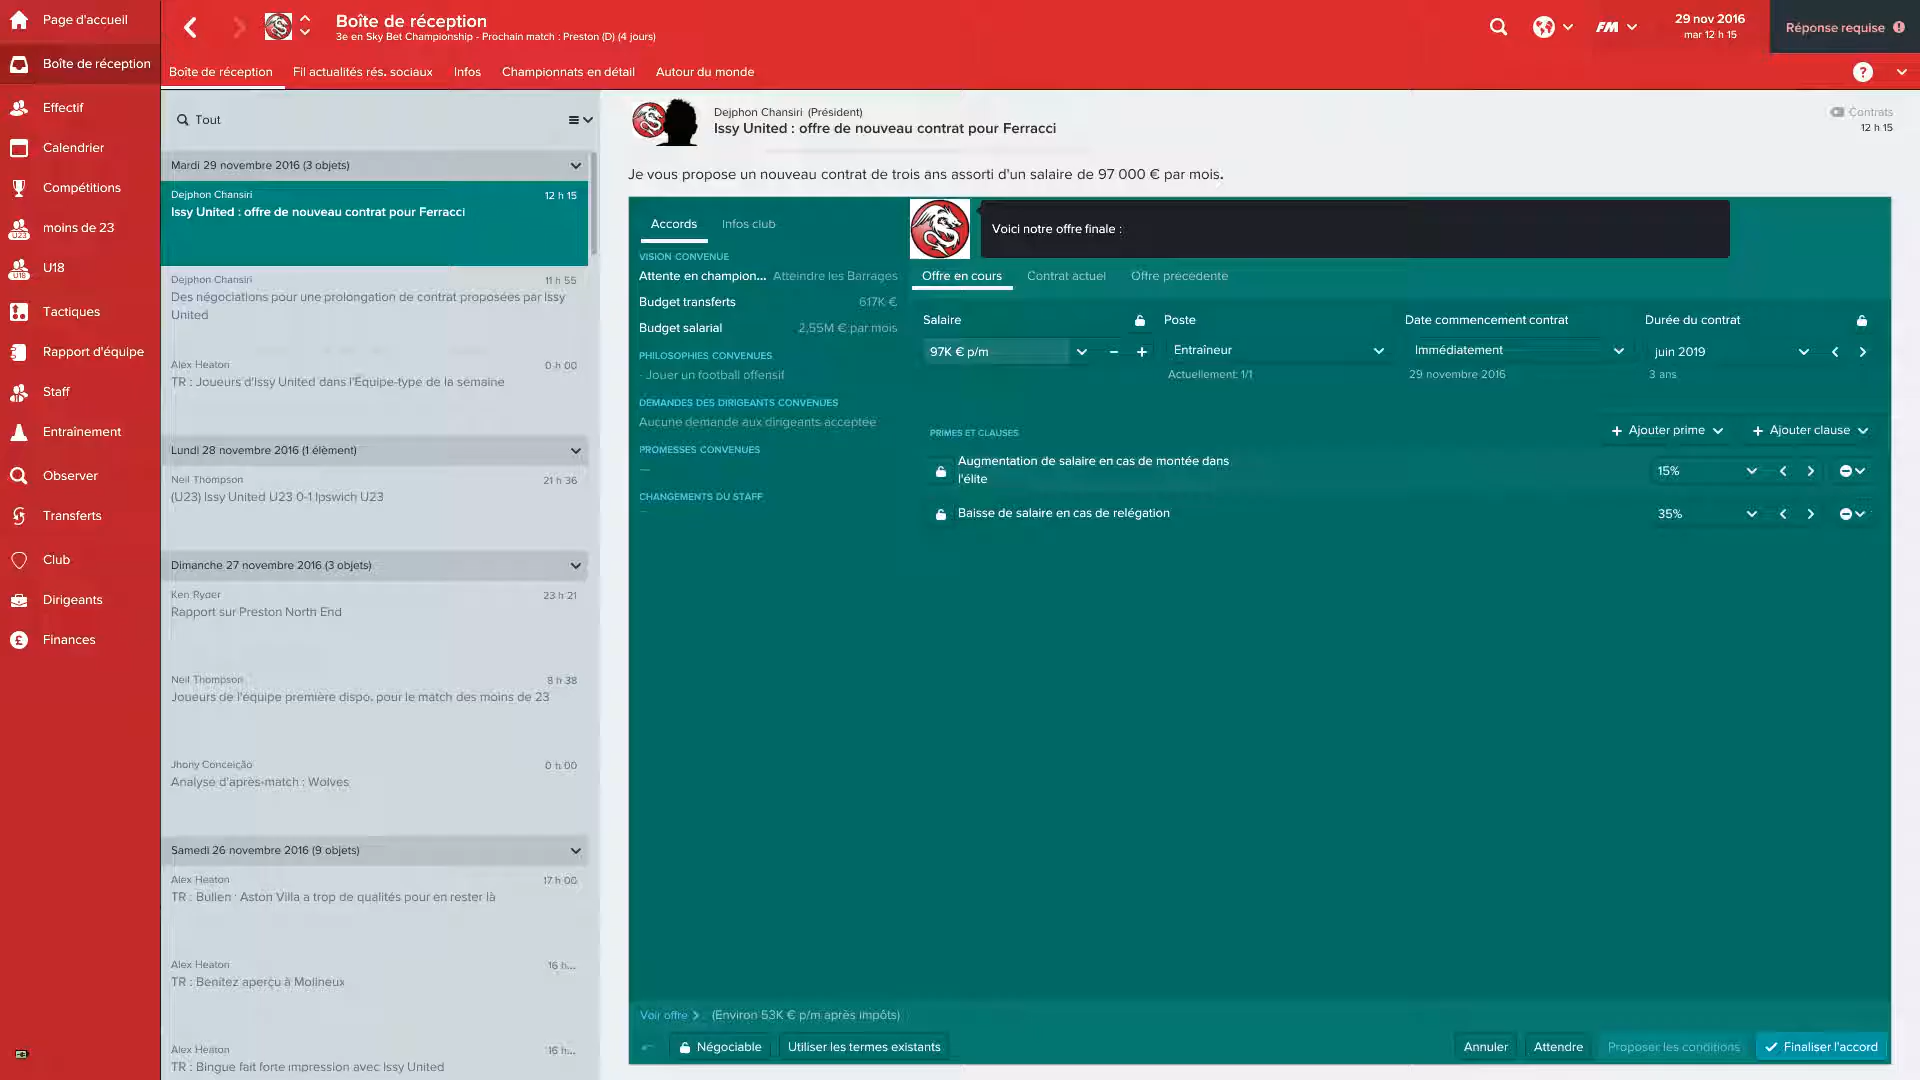 Page d'accueil
Boîte de réception
Effectif
Calendrier
Compétitions
moins de 23
U18
Tactiques
Rapport d'équipe
Staff
Entraînement
Observer
Transferts
Club
Dirigeants
Finances
Boîte de réception
3e en Sky Bet Championship - Prochain match : Preston (D) (4 jours)
FM
29 nov 2016
mar 12 h 15
Réponse requise
Boîte de réception
Fil actualités rés. sociaux
Infos
Championnats en détail
Autour du monde
Tout
Mardi 29 novembre 2016 (3 objets)
Dejphon Chansiri 12 h 15
Issy United : offre de nouveau contrat pour Ferracci
Dejphon Chansiri 11 h 55
Des négociations pour une prolongation de contrat proposées par Issy
United
Alex Heaton 0 h 00
TR : Joueurs d'Issy United dans l'Équipe-type de la semaine
Lundi 28 novembre 2016 (1 élément)
Neil Thompson 21 h 36
(U23) Issy United U23 0-1 Ipswich U23
Dimanche 27 novembre 2016 (3 objets)
Ken Ryder 23 h 21
Rapport sur Preston North End
Neil Thompson 8 h 38
Joueurs de l'équipe première dispo. pour le match des moins de 23
Jhony Conceição 0 h 00
Analyse d'après-match : Wolves
Samedi 26 novembre 2016 (9 objets)
Alex Heaton 17 h 00
TR : Bullen : Aston Villa a trop de qualités pour en rester là
Alex Heaton 16 h...
TR : Benítez aperçu à Molineux
Alex Heaton 16 h...
TR : Bingue fait forte impression avec Issy United
Dejphon Chansiri (Président)
Issy United : offre de nouveau contrat pour Ferracci
Contrats
12 h 15
Je vous propose un nouveau contrat de trois ans assorti d'un salaire de 97 000 € par mois.
Accords
Infos club
VISION CONVENUE
Attente en champion... Atteindre les Barrages
Budget transferts 617K €
Budget salarial 2,55M € par mois
PHILOSOPHIES CONVENUES
- Jouer un football offensif
DEMANDES DES DIRIGEANTS CONVENUES
Aucune demande aux dirigeants acceptée
PROMESSES CONVENUES
—
CHANGEMENTS DU STAFF
Voici notre offre finale :
Offre en cours
Contrat actuel
Offre précédente
Salaire
97K € p/m
Poste
Entraîneur
Actuellement: 1/1
Date commencement contrat
Immédiatement
29 novembre 2016
Durée du contrat
juin 2019
3 ans
PRIMES ET CLAUSES
Ajouter prime
Ajouter clause
Augmentation de salaire en cas de montée dans
l'élite
15%
Baisse de salaire en cas de relégation
35%
Voir offre > (Environ 53K € p/m après impôts)
Négociable
Utiliser les termes existants
Annuler
Attendre
Proposer les conditions
Finaliser l'accord